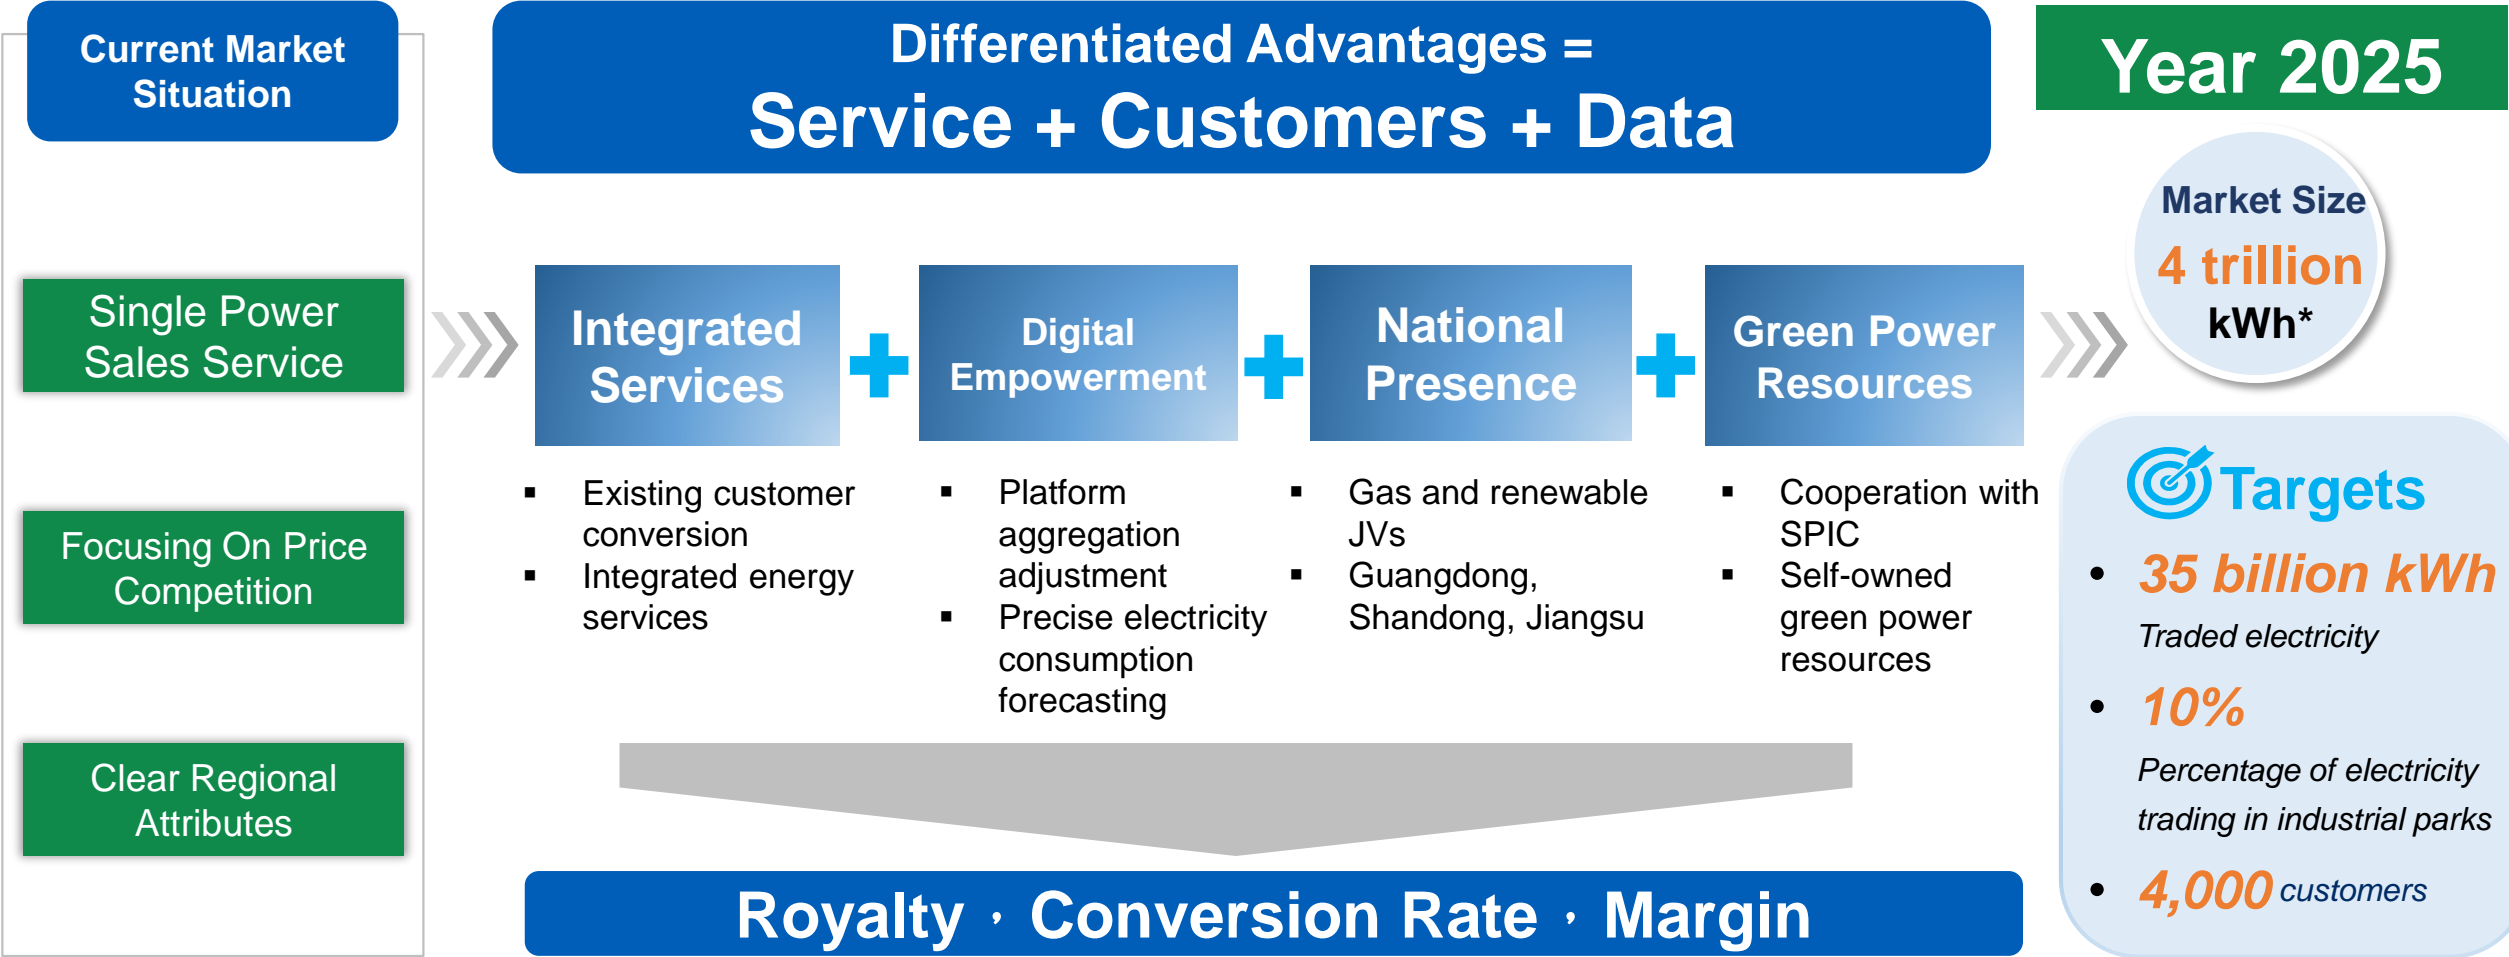 Current Market
Situation
Single Power
Sales Service
Focusing On Price
Competition
Clear Regional
Attributes
Differentiated Advantages =
Service + Customers + Data
Integrated
Services
▪ Existing customer
conversion
▪ Integrated energy
services
Digital
Empowerment
▪ Platform
aggregation
adjustment
▪ Precise electricity
consumption
forecasting
National
Presence
▪ Gas and renewable
JVs
▪ Guangdong,
Shandong, Jiangsu
Green Power
Resources
▪ Cooperation with
SPIC
▪ Self-owned
green power
resources
Royalty , Conversion Rate , Margin
Year 2025
Market Size
4 trillion
kWh*
Targets
• 35 billion kWh
Traded electricity
• 10%
Percentage of electricity
trading in industrial parks
• 4,000 customers